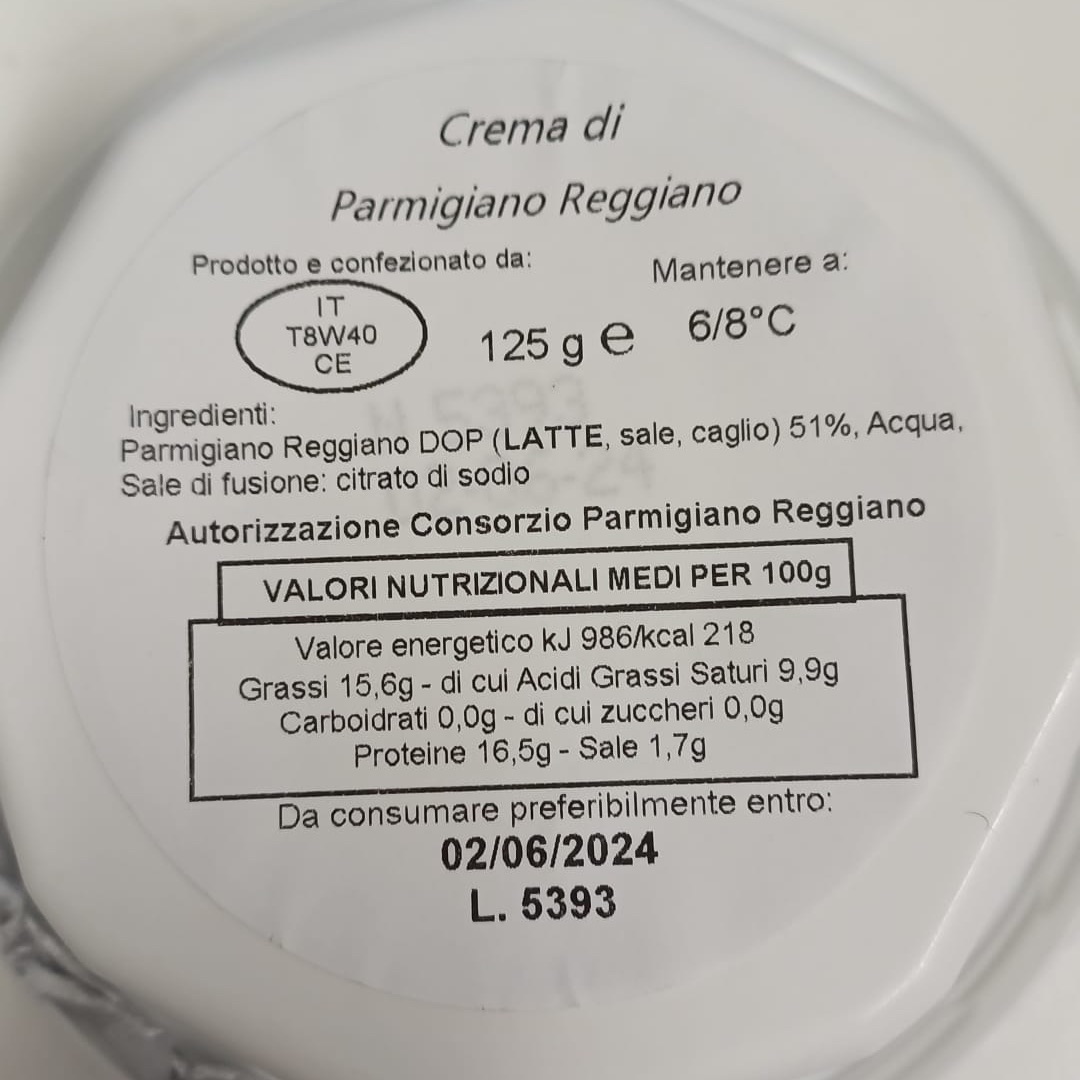 Crema di
Parmigiano Reggiano
Prodotto e confezionato da:
Mantenere a:
IT
T8W40
CE
125 g e
6/8°C
Ingredienti:
Parmigiano Reggiano DOP (LATTE, sale, caglio) 51%, Acqua,
Sale di fusione: citrato di sodio
Autorizzazione Consorzio Parmigiano Reggiano
VALORI NUTRIZIONALI MEDI PER 100g
Valore energetico kJ 986/kcal 218
Grassi 15,6g - di cui Acidi Grassi Saturi 9,9g
Carboidrati 0,0g - di cui zuccheri 0,0g
Proteine 16,5g - Sale 1,7g
Da consumare preferibilmente entro:
02/06/2024
L. 5393